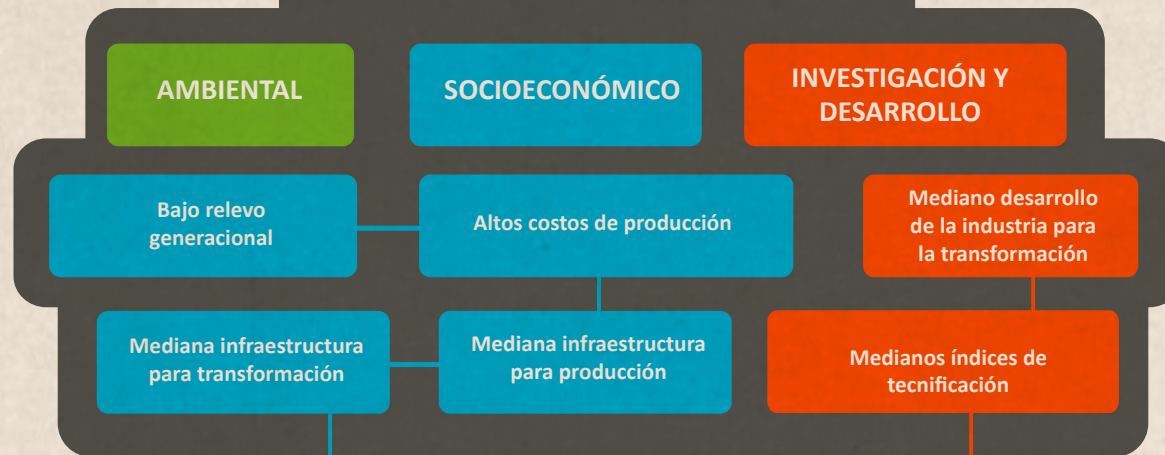 AMBIENTAL
SOCIOECONÓMICO
INVESTIGACIÓN Y
DESARROLLO
Bajo relevo
generacional
Altos costos de producción
Mediano desarrollo
de la industria para
la transformación
Mediana infraestructura
para transformación
Mediana infraestructura
para producción
Medianos índices de
tecnificación